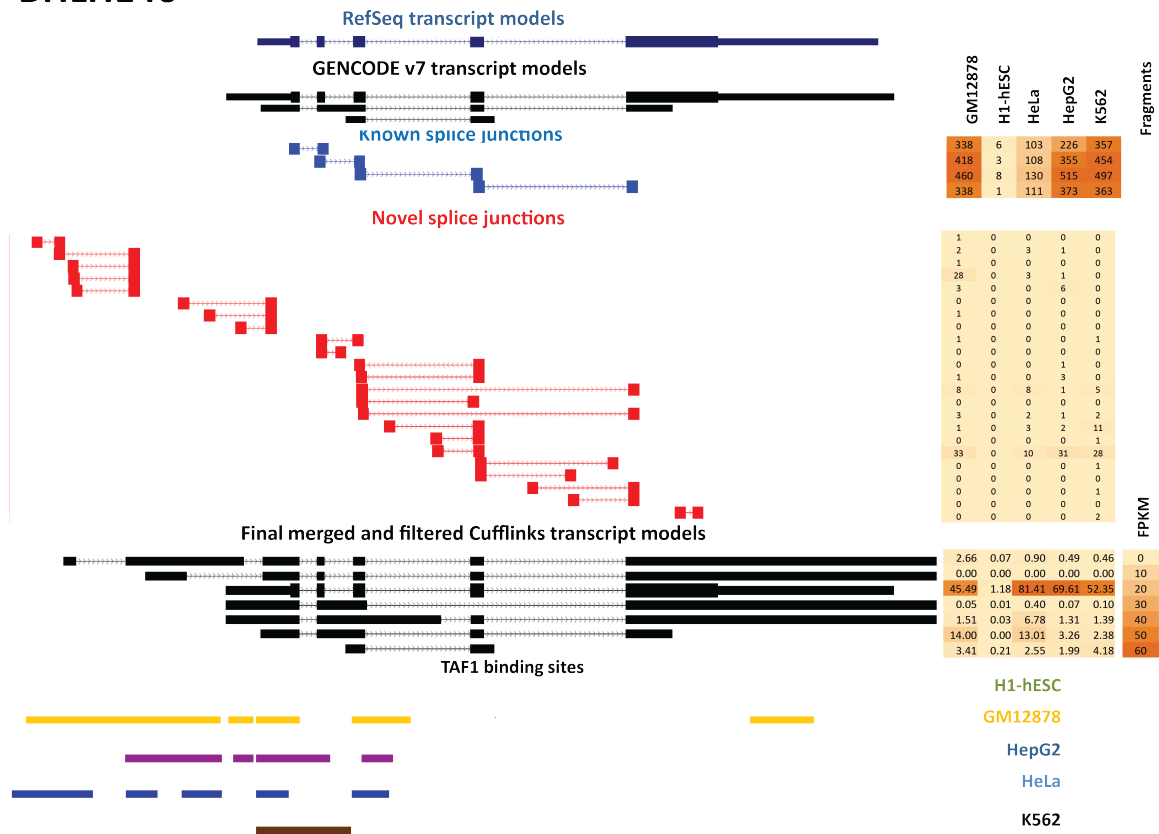 RefSeq transcript models
GENCODE v7 transcript models
Known splice junctions
GM12878
H1-hESC
HeLa
HepG2
K562
Fragments
338 6 103 226 357
418 3 108 355 454
460 8 130 515 497
338 1 111 373 363
Novel splice junctions
1 0 0 0 0
2 0 3 1 0
1 0 0 0 0
28 0 3 1 0
3 0 0 6 0
0 0 0 0 0
1 0 0 0 0
0 0 0 0 0
1 0 0 0 1
0 0 0 0 0
0 0 0 1 0
1 0 0 3 0
8 0 8 1 5
0 0 0 0 0
3 0 2 1 2
1 0 3 2 11
0 0 0 0 1
33 0 10 31 28
0 0 0 0 1
0 0 0 0 0
0 0 0 0 1
0 0 0 0 0
0 0 0 0 2
FPKM
Final merged and filtered Cufflinks transcript models
2.66 0.07 0.90 0.49 0.46 0
0.00 0.00 0.00 0.00 0.00 10
45.49 1.18 81.41 69.61 52.35 20
0.05 0.01 0.40 0.07 0.10 30
1.51 0.03 6.78 1.31 1.39 40
14.00 0.00 13.01 3.26 2.38 50
3.41 0.21 2.55 1.99 4.18 60
TAF1 binding sites
H1-hESC
GM12878
HepG2
HeLa
K562